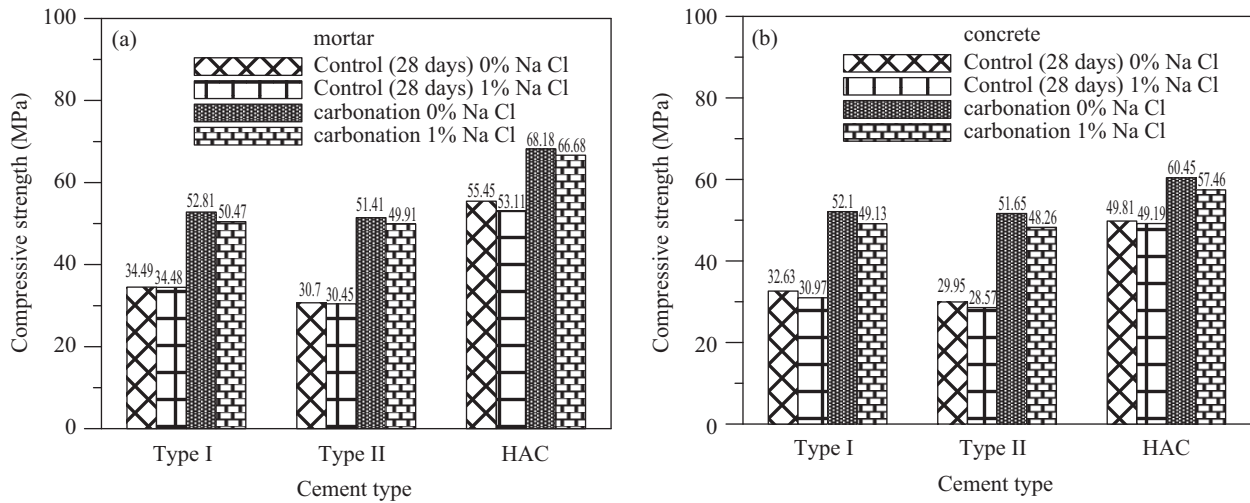 (a)
mortar
Control (28 days) 0% Na Cl
Control (28 days) 1% Na Cl
carbonation 0% Na Cl
carbonation 1% Na Cl
Compressive strength (MPa)
100
80
60
40
20
0
34.49
34.48
52.81
50.47
30.7
30.45
51.41
49.91
55.45
53.11
68.18
66.68
Type I
Type II
HAC
Cement type
(b)
concrete
Control (28 days) 0% Na Cl
Control (28 days) 1% Na Cl
carbonation 0% Na Cl
carbonation 1% Na Cl
Compressive strength (MPa)
100
80
60
40
20
0
32.63
30.97
52.1
49.13
29.95
28.57
51.65
48.26
49.81
49.19
60.45
57.46
Type I
Type II
HAC
Cement type